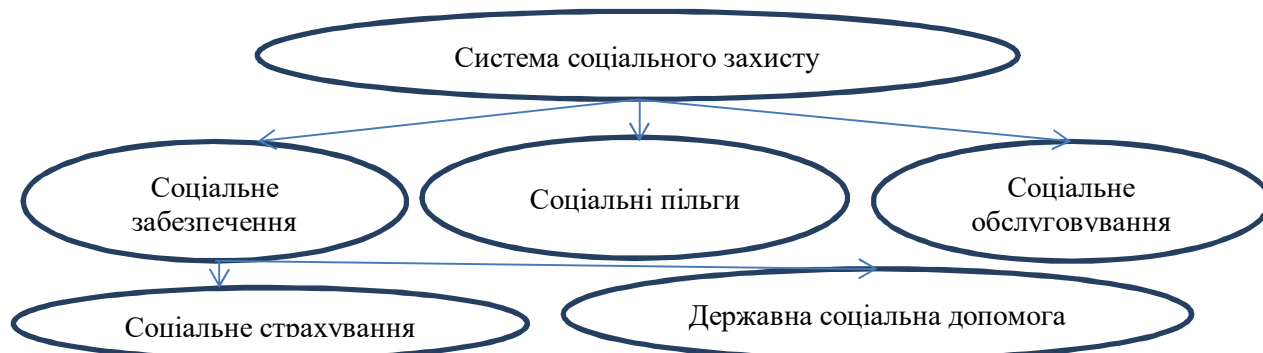 Система соціального захисту
Соціальне
забезпечення
Соціальні пільги
Соціальне
обслуговування
Соціальне страхування
Державна соціальна допомога